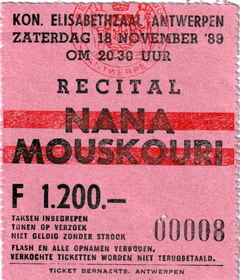 KON. ELISABETHZAAL ANTWERPEN
ZATERDAG 18 NOVEMBER '89
OM 20.30 UUR
RECITAL
NANA
MOUSKOURI
F 1.200.—
TAKSEN INBEGREPEN
TONEN OP VERZOEK
NIET GELDIG ZONDER STROOK
00008
FLASH EN ALLE OPNAMEN VERBODEN.
VERKOCHTE TICKETTEN WORDEN NIET TERUGBETAALD.
TICKET BERNAERTS. ANTWERPEN